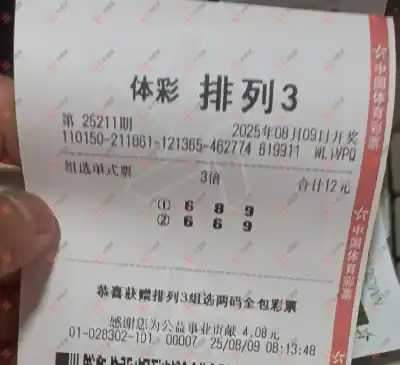 体彩 排列3
第 25211期 2025年08月09日开奖
110150-211861-121365-462774 819911 WLiVPQ
组选单式票 3倍 合计12元
① 6 8 9
② 6 6 9
恭喜获赠排列3组选两码全包彩票
感谢您为公益事业贡献 4.08元
01-028302-101 00007 25/08/09 08:13:48
中国体育彩票
中国体育彩票